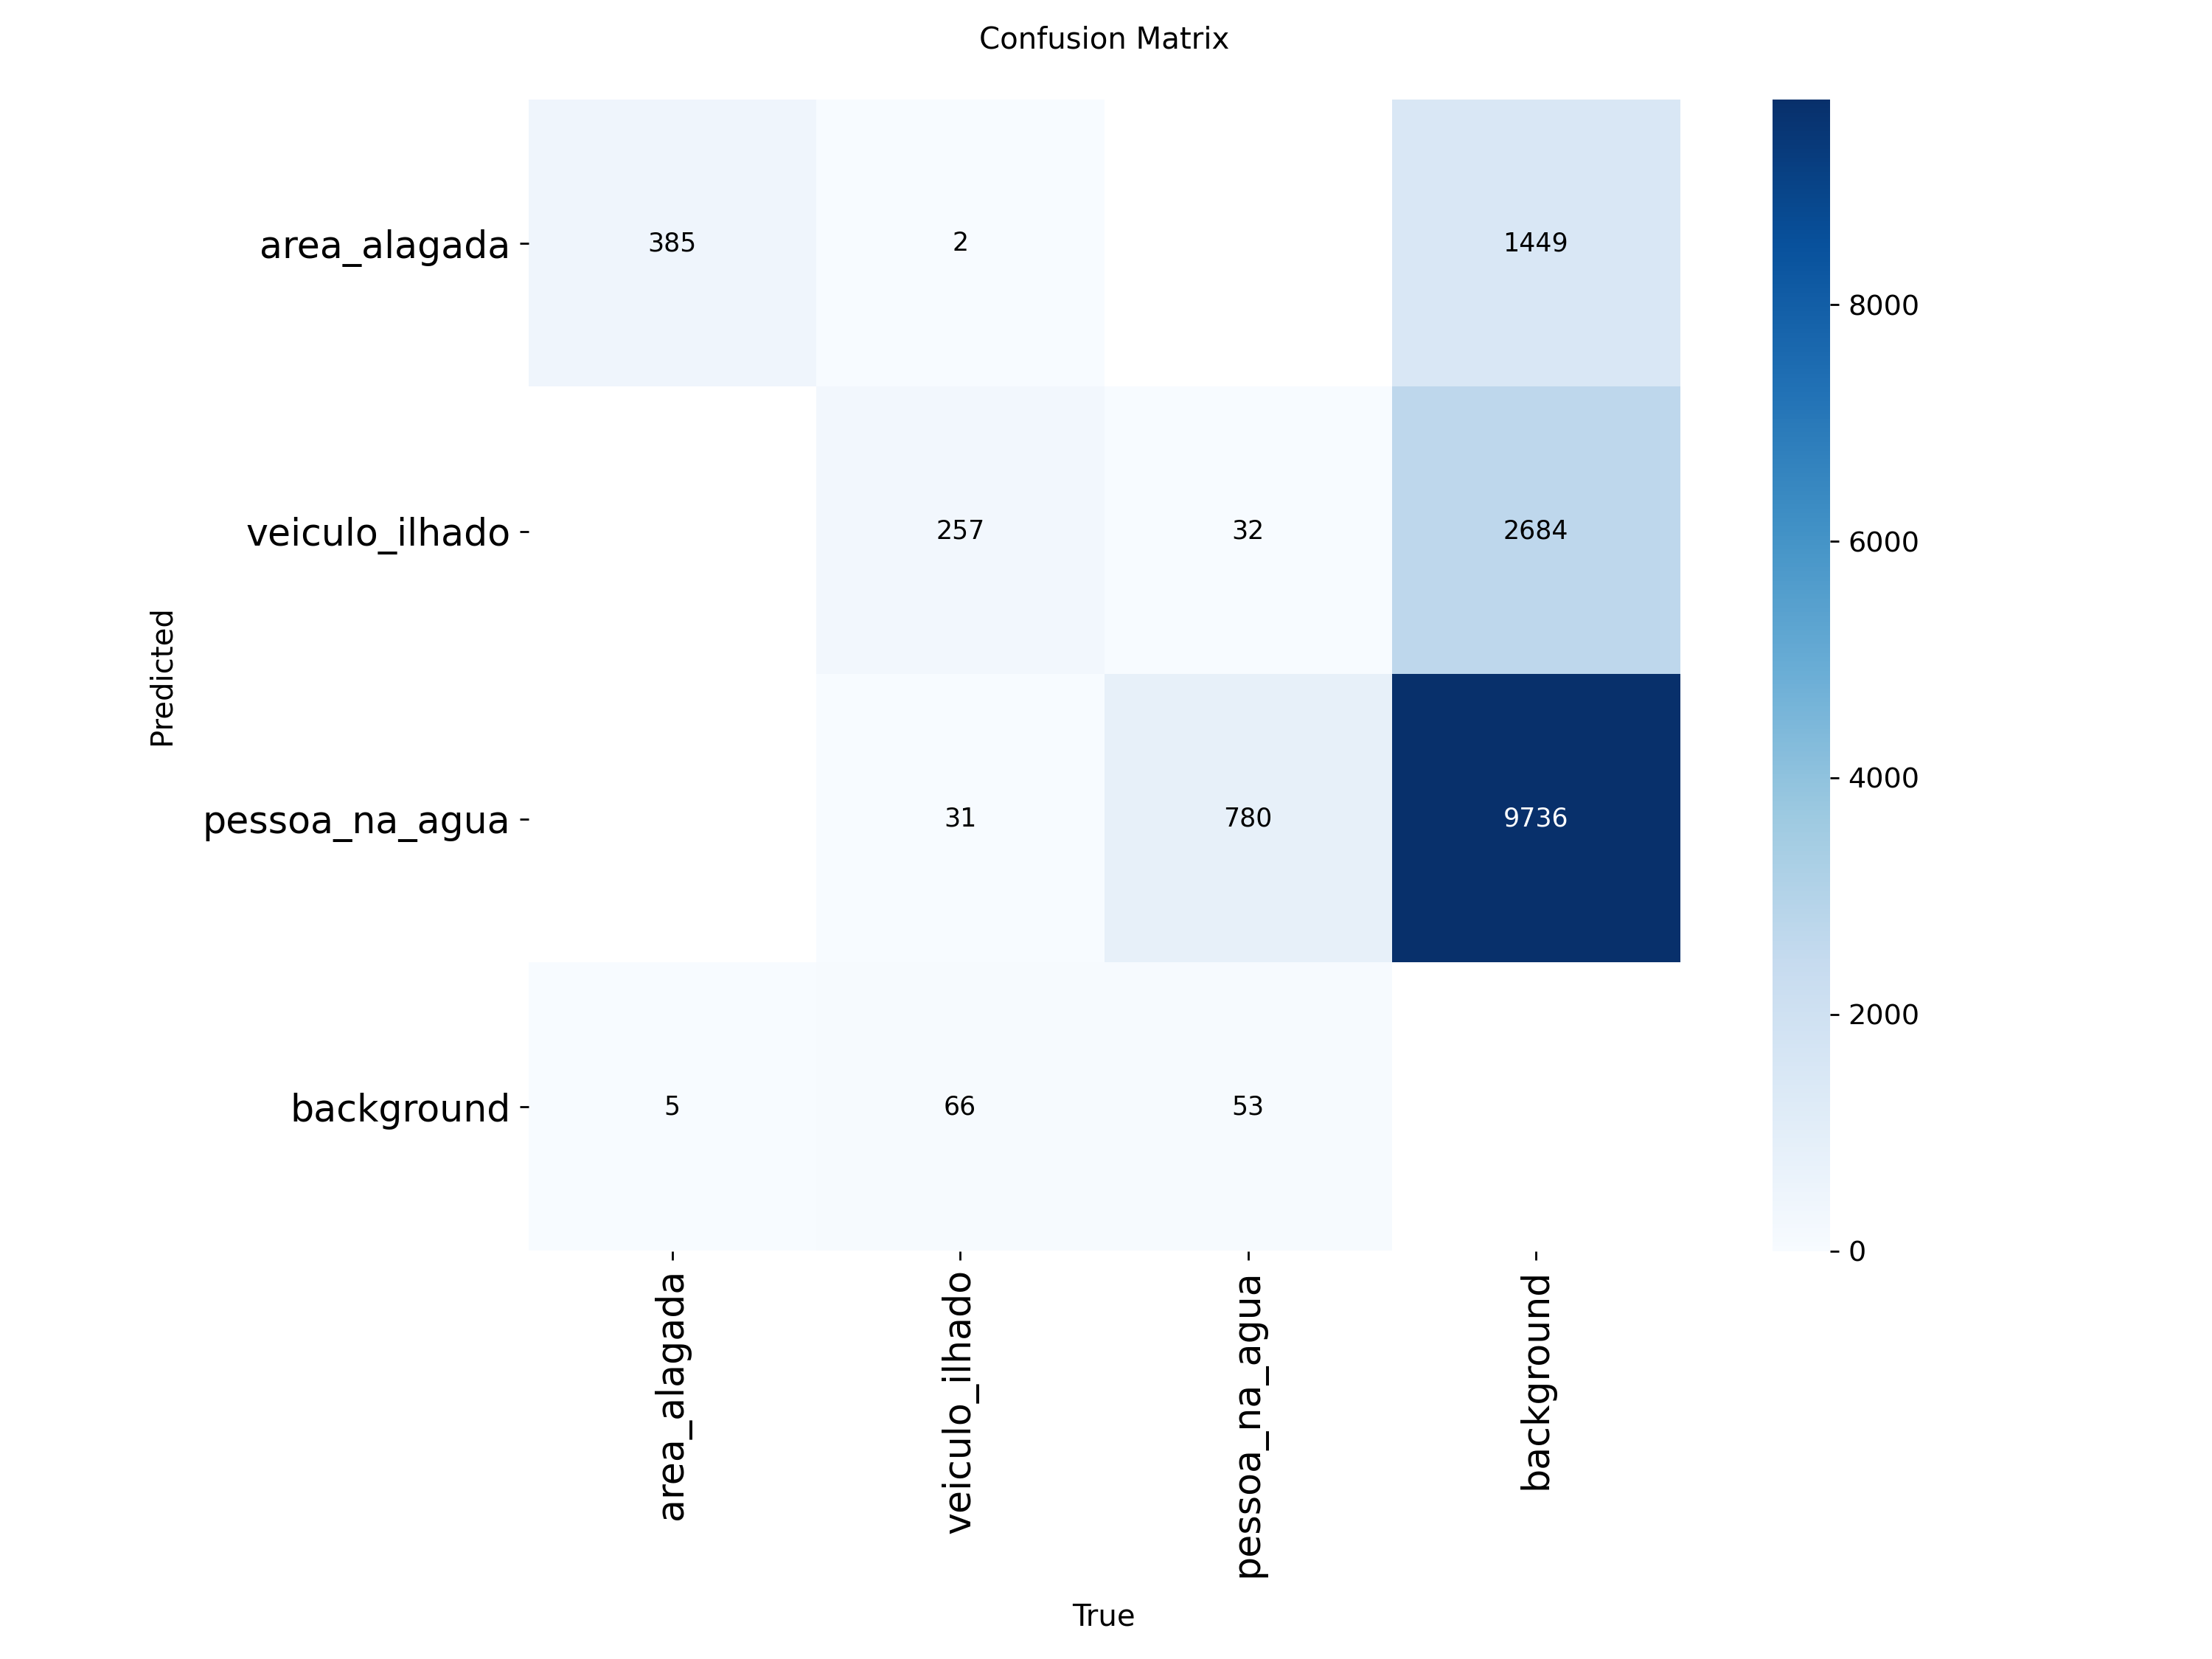 Confusion Matrix
area_alagada
385
2
1449
8000
veiculo_ilhado
257
32
2684
6000
Predicted
pessoa_na_agua
31
780
9736
4000
2000
background
5
66
53
0
area_alagada
veiculo_ilhado
pessoa_na_agua
background
True